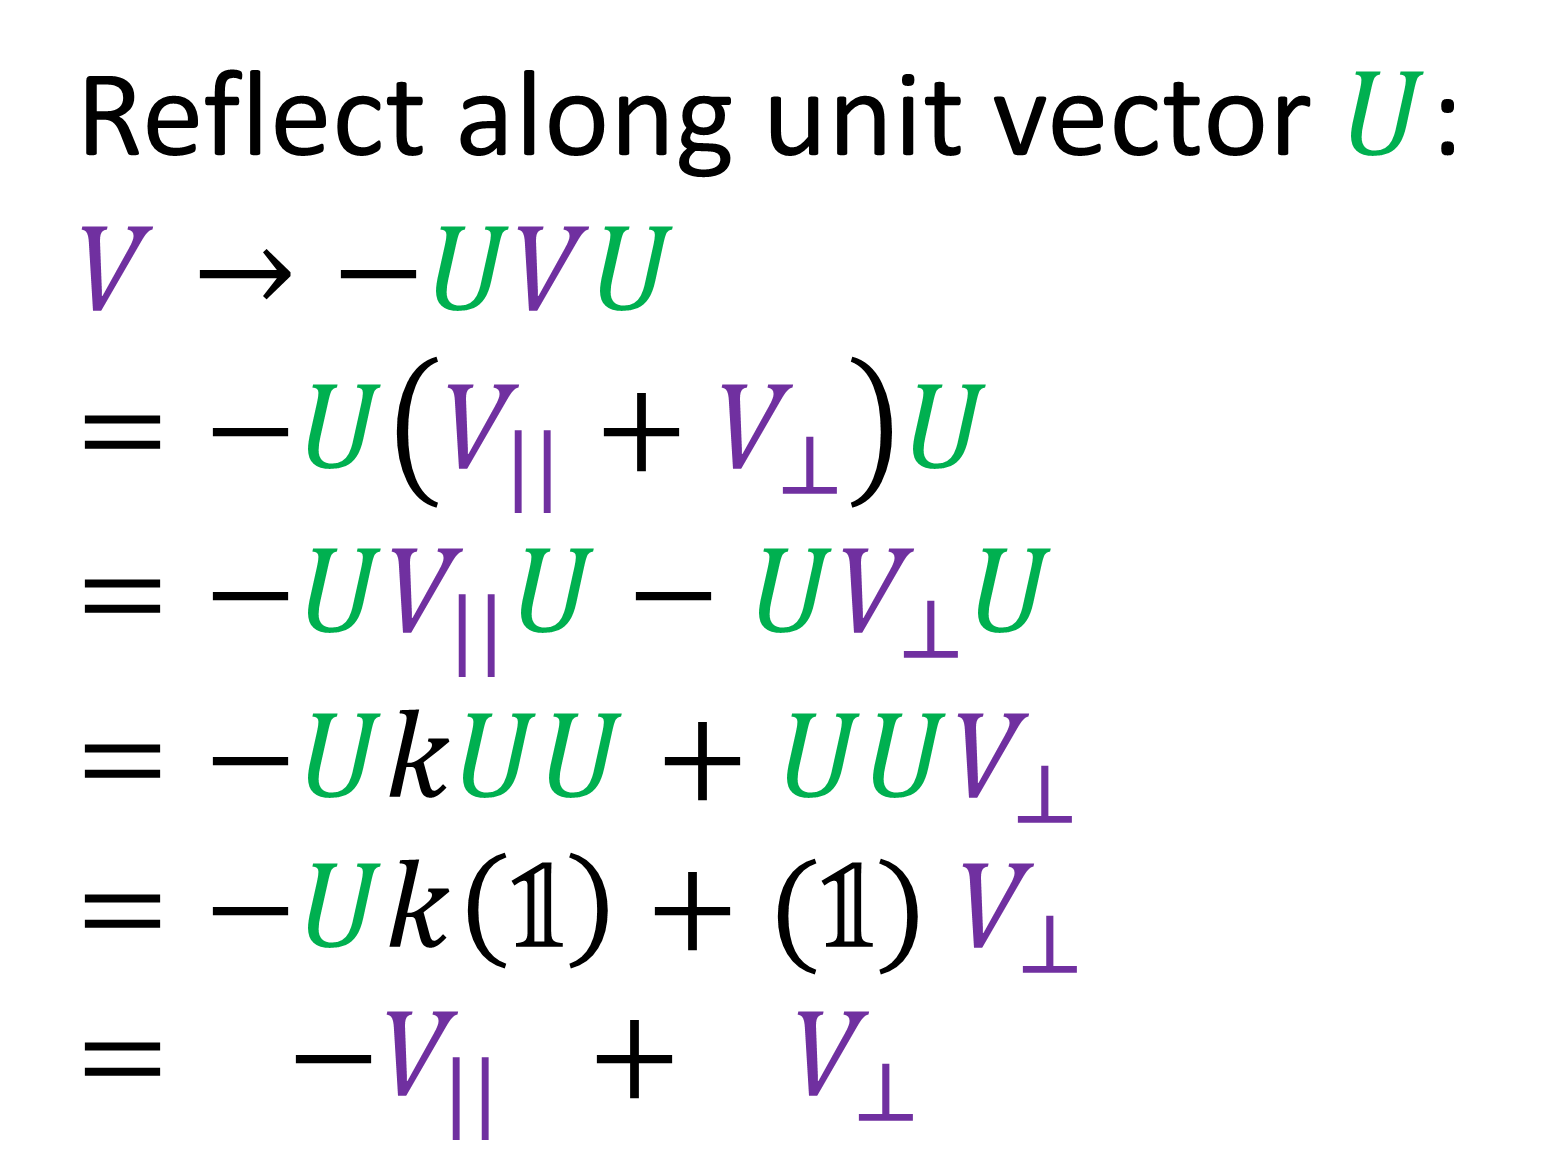 Reflect along unit vector U:
V → −UVU
= −U(V_|| + V_⊥)U
= −UV_||U − UV_⊥U
= −UkUU + UUV_⊥
= −Uk(𝟙) + (𝟙) V_⊥
= −V_|| + V_⊥